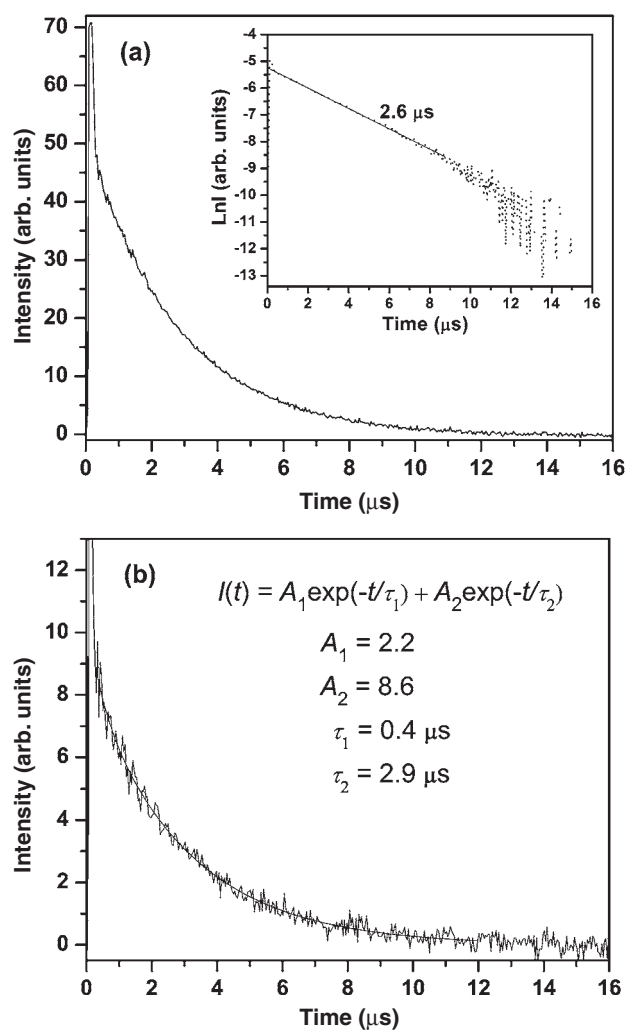 (a)
Intensity (arb. units)
70
60
50
40
30
20
10
0
0 2 4 6 8 10 12 14 16
Time (μs)
LnI (arb. units)
-4
-5
-6
-7
-8
-9
-10
-11
-12
-13
2.6 μs
0 2 4 6 8 10 12 14 16
Time (μs)
(b)
Intensity (arb. units)
12
10
8
6
4
2
0
I(t) = A₁exp(-t/τ₁) + A₂exp(-t/τ₂)
A₁ = 2.2
A₂ = 8.6
τ₁ = 0.4 μs
τ₂ = 2.9 μs
0 2 4 6 8 10 12 14 16
Time (μs)